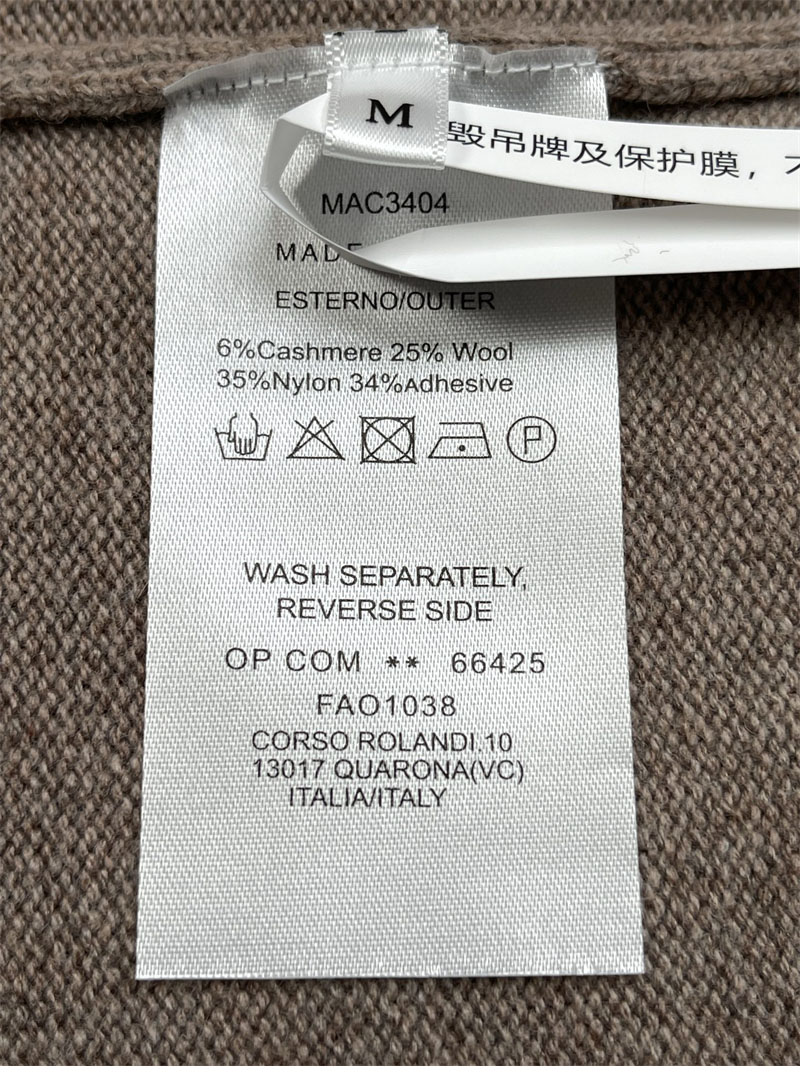 M
毁吊牌及保护膜，
MAC3404
MADE
ESTERNO/OUTER
6%Cashmere 25% Wool
35%Nylon 34%Adhesive
P
WASH SEPARATELY,
REVERSE SIDE
OP COM ** 66425
FAO1038
CORSO ROLANDI.10
13017 QUARONA(VC)
ITALIA/ITALY